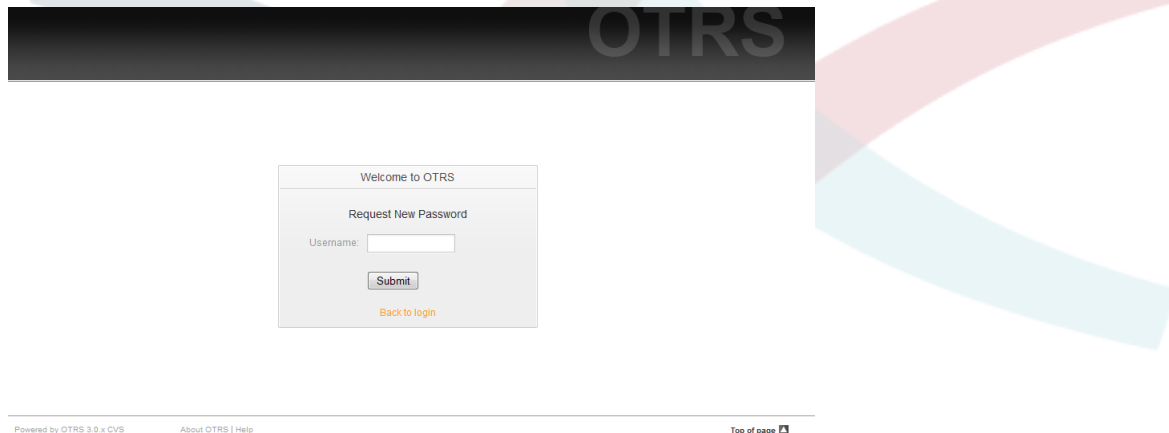 OTRS
Welcome to OTRS
Request New Password
Username:
Submit
Back to login
Powered by OTRS 3.0.x CVS About OTRS | Help Top of page